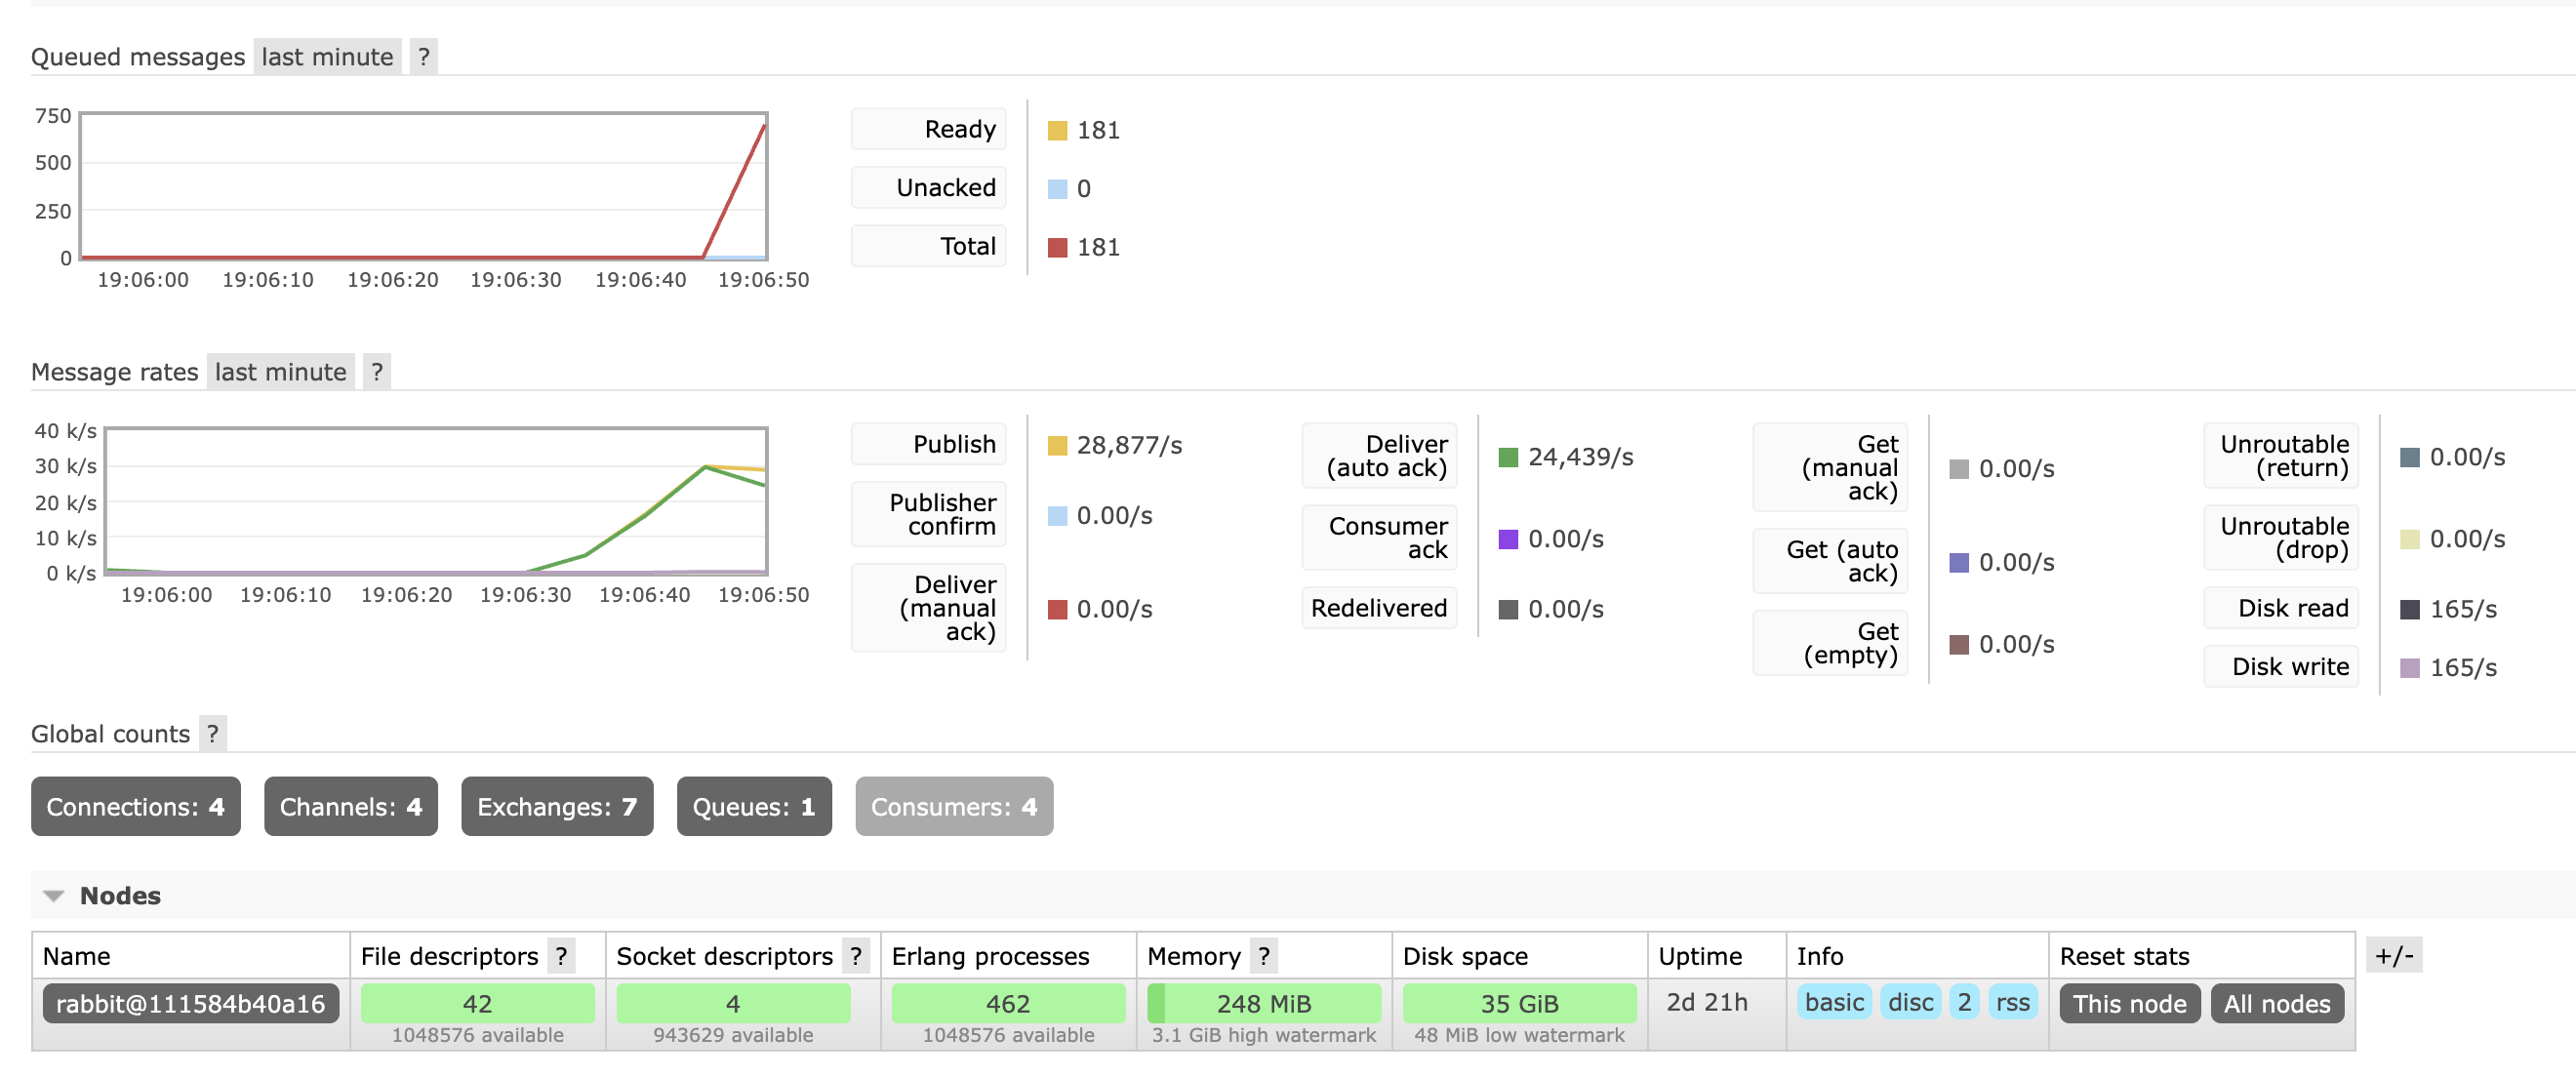 Queued messages last minute ?
750
500
250
0
19:06:00 19:06:10 19:06:20 19:06:30 19:06:40 19:06:50
Ready 181
Unacked 0
Total 181
Message rates last minute ?
40 k/s
30 k/s
20 k/s
10 k/s
0 k/s
19:06:00 19:06:10 19:06:20 19:06:30 19:06:40 19:06:50
Publish 28,877/s
Publisher
confirm 0.00/s
Deliver
(manual
ack) 0.00/s
Deliver
(auto ack) 24,439/s
Consumer
ack 0.00/s
Redelivered 0.00/s
Get
(manual
ack) 0.00/s
Get (auto
ack) 0.00/s
Get
(empty) 0.00/s
Unroutable
(return) 0.00/s
Unroutable
(drop) 0.00/s
Disk read 165/s
Disk write 165/s
Global counts ?
Connections: 4 Channels: 4 Exchanges: 7 Queues: 1 Consumers: 4
Nodes
Name File descriptors ? Socket descriptors ? Erlang processes Memory ? Disk space Uptime Info Reset stats +/-
rabbit@111584b40a16 42 4 462 248 MiB 35 GiB 2d 21h basic disc 2 rss This node All nodes
1048576 available 943629 available 1048576 available 3.1 GiB high watermark 48 MiB low watermark